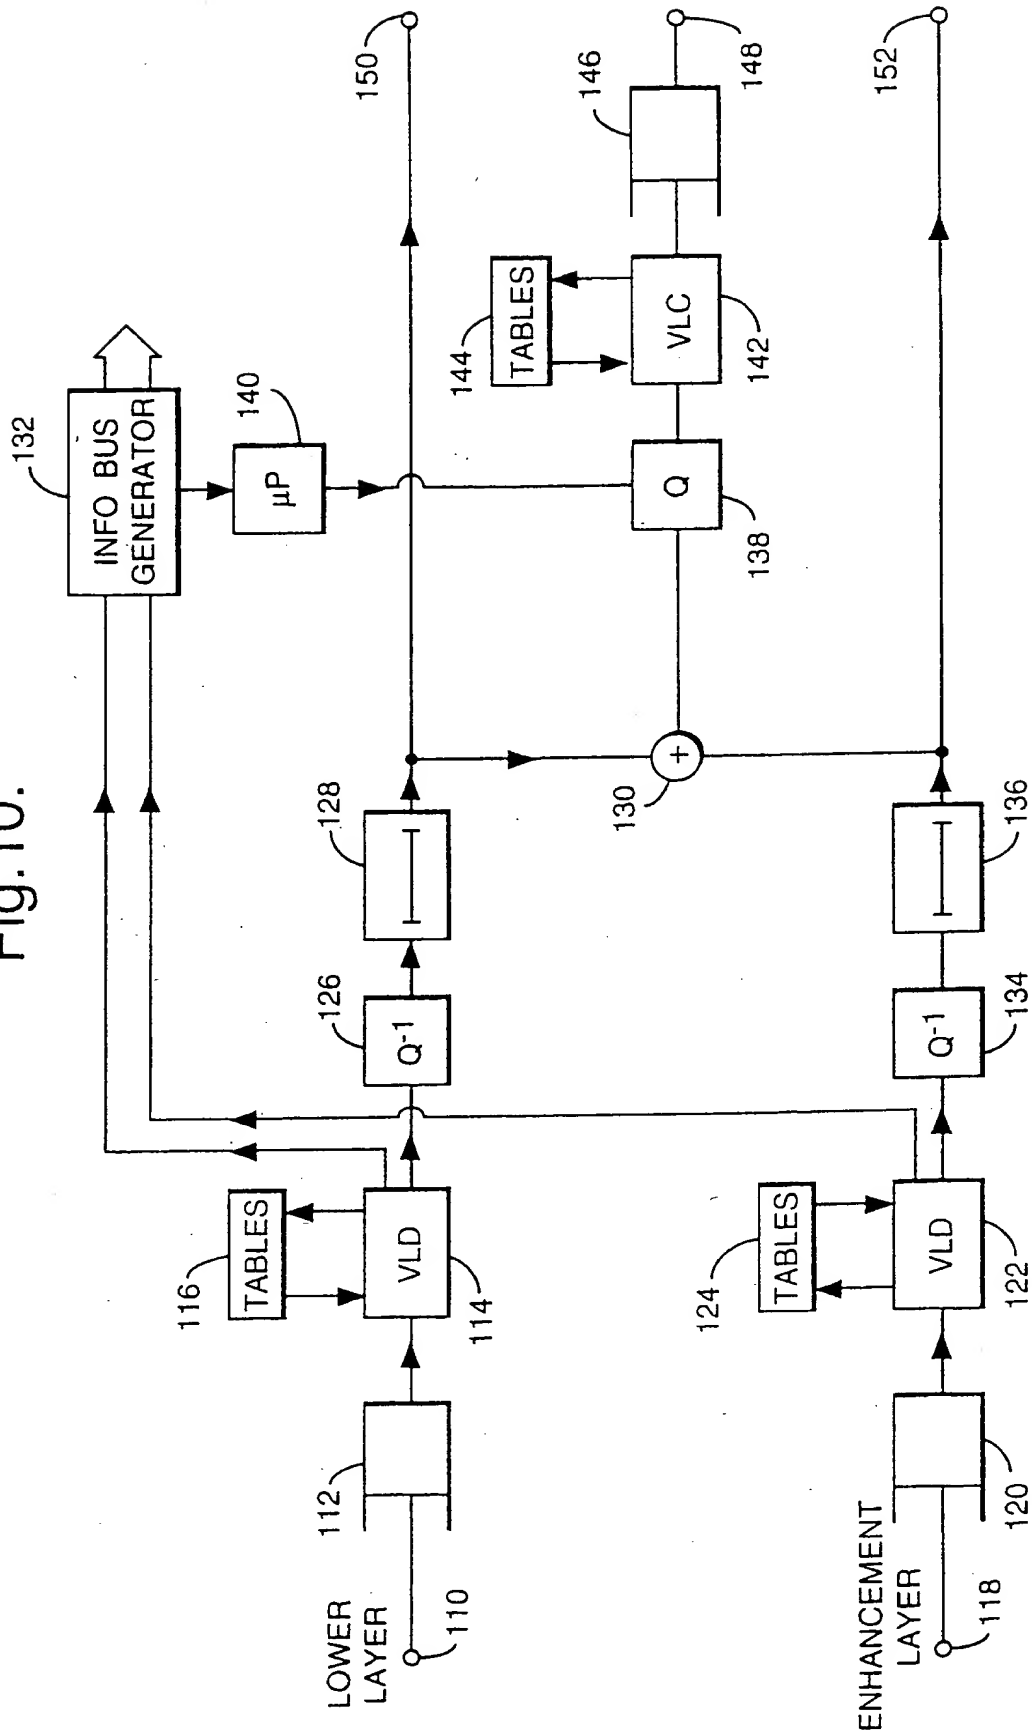 Fig.10.
132
INFO BUS
GENERATOR
140
µP
150
146
148
152
144
TABLES
VLC
142
Q
138
130
+
128
136
126
Q-1
134
Q-1
116
TABLES
VLD
114
124
TABLES
VLD
122
112
120
LOWER
LAYER
110
ENHANCEMENT
LAYER
118